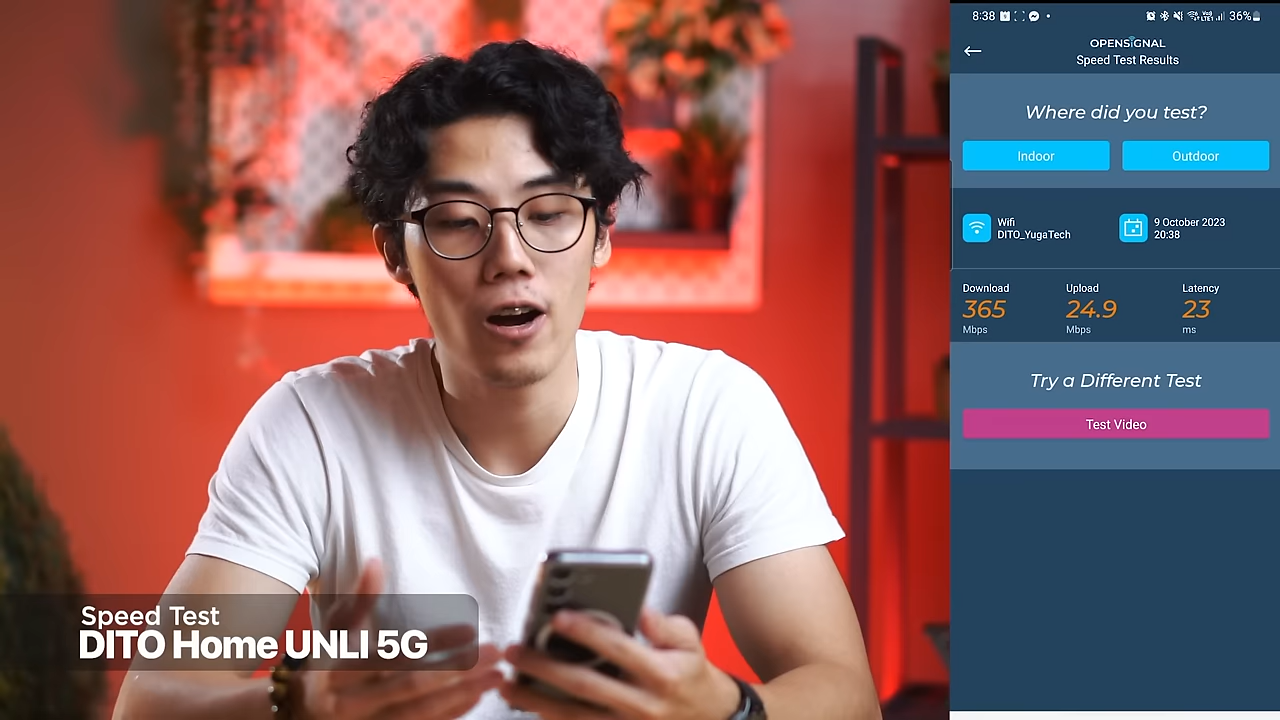 Speed Test
DITO Home UNLI 5G
8:38
36%
OPENSIGNAL
Speed Test Results
Where did you test?
Indoor
Outdoor
Wifi
DITO_YugaTech
9 October 2023
20:38
Download
365
Mbps
Upload
24.9
Mbps
Latency
23
ms
Try a Different Test
Test Video